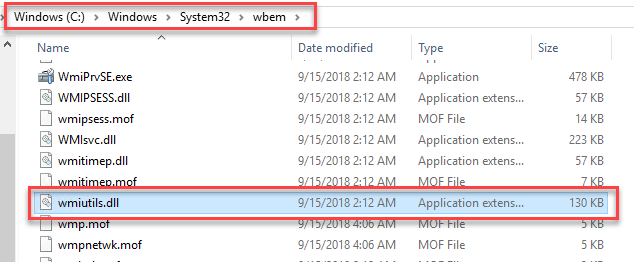 Windows (C:) > Windows > System32 > wbem >
Name Date modified Type Size
WmiPrvSE.exe 9/15/2018 2:12 AM Application 478 KB
WMIPSESS.dll 9/15/2018 2:12 AM Application extens... 57 KB
wmipsess.mof 9/15/2018 2:12 AM MOF File 14 KB
WMIsvc.dll 9/15/2018 2:12 AM Application extens... 223 KB
wmitimep.dll 9/15/2018 2:12 AM Application extens... 57 KB
wmitimep.mof 9/15/2018 2:12 AM MOF File 7 KB
wmiutils.dll 9/15/2018 2:12 AM Application extens... 130 KB
wmp.mof 9/15/2018 4:06 AM MOF File 5 KB
wmpnetwk.mof 9/15/2018 4:06 AM MOF File 5 KB